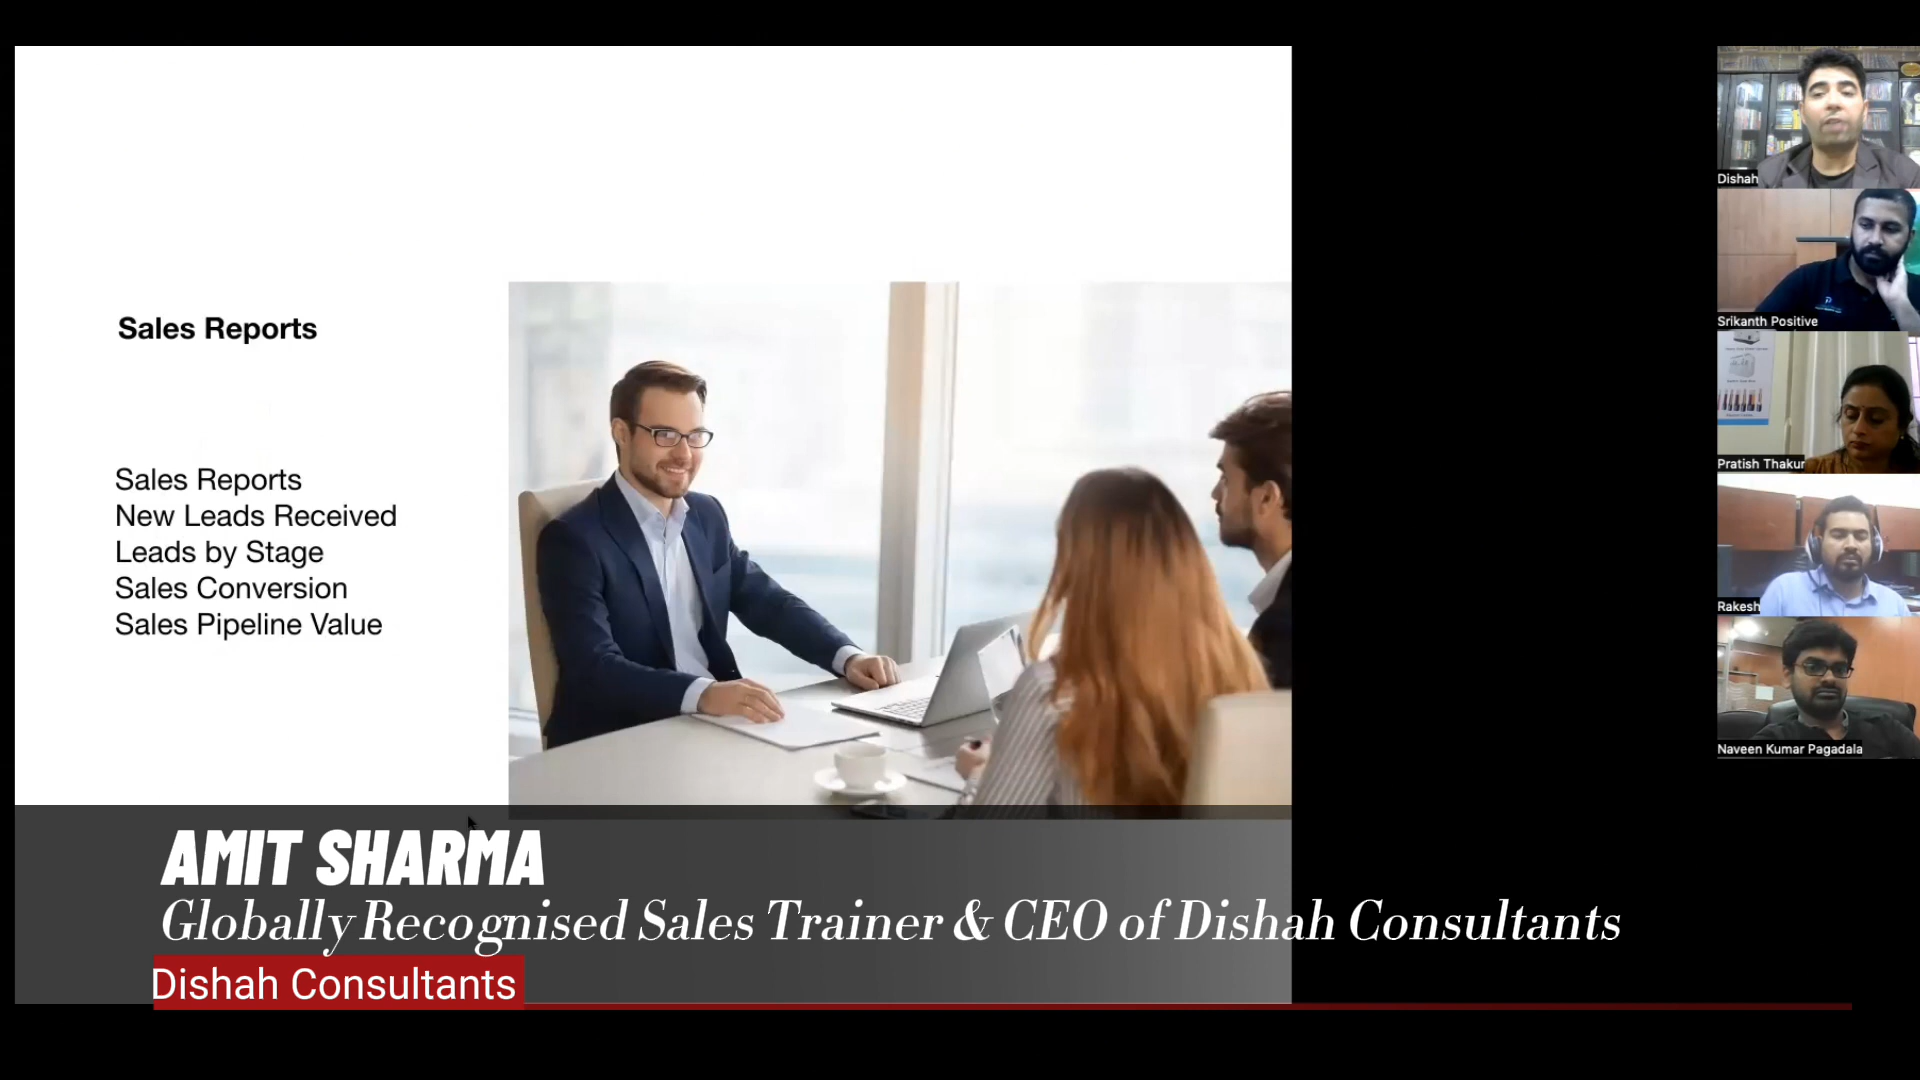 Sales Reports
Sales Reports
New Leads Received
Leads by Stage
Sales Conversion
Sales Pipeline Value
AMIT SHARMA
Globally Recognised Sales Trainer & CEO of Dishah Consultants
Dishah Consultants
Dishah
Srikanth Positive
Pratish Thakur
Rakesh
Naveen Kumar Pagadala